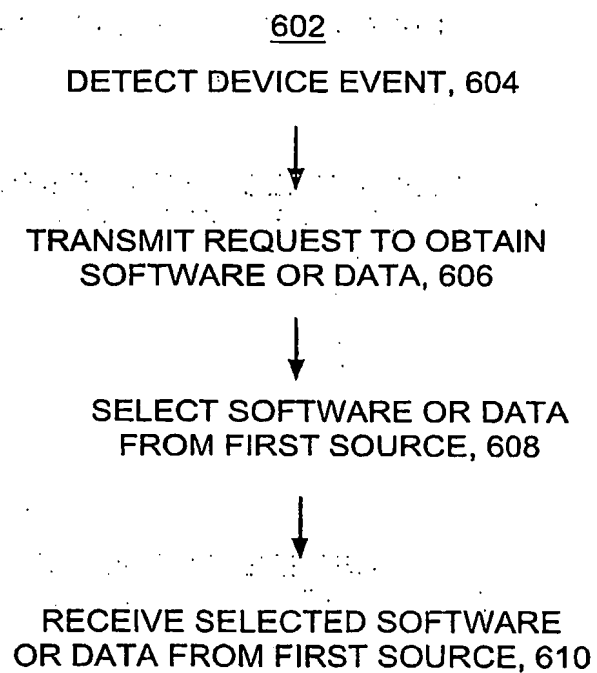 602
DETECT DEVICE EVENT, 604
TRANSMIT REQUEST TO OBTAIN
SOFTWARE OR DATA, 606
SELECT SOFTWARE OR DATA
FROM FIRST SOURCE, 608
RECEIVE SELECTED SOFTWARE
OR DATA FROM FIRST SOURCE, 610